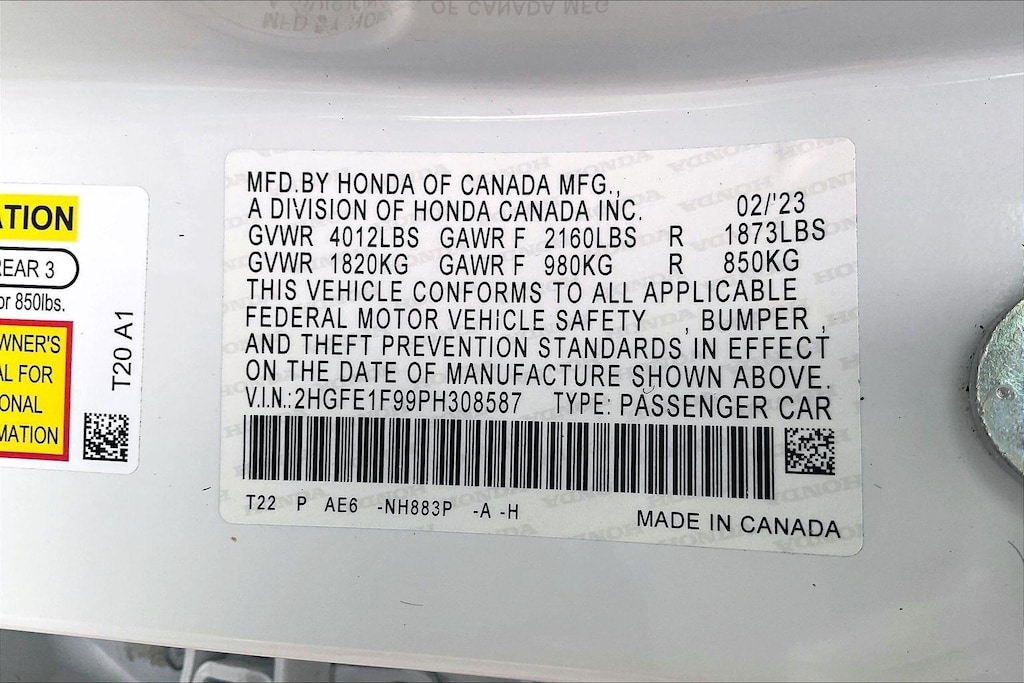 MFD.BY HONDA OF CANADA MFG.,
A DIVISION OF HONDA CANADA INC. 02/'23
GVWR 4012LBS GAWR F 2160LBS R 1873LBS
GVWR 1820KG GAWR F 980KG R 850KG
THIS VEHICLE CONFORMS TO ALL APPLICABLE
FEDERAL MOTOR VEHICLE SAFETY , BUMPER ,
AND THEFT PREVENTION STANDARDS IN EFFECT
ON THE DATE OF MANUFACTURE SHOWN ABOVE.
V.I.N.:2HGFE1F99PH308587 TYPE: PASSENGER CAR
T22 P AE6 -NH883P -A -H
MADE IN CANADA
ATION
REAR 3
or 850lbs.
WNER'S
AL FOR
ONAL
MATION
T20 A1